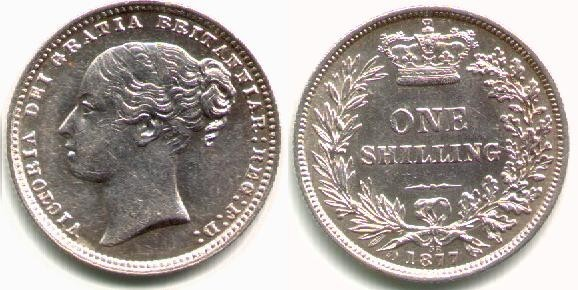 VICTORIA DEI GRATIA BRITANNIAR: REG: F: D:
ONE
SHILLING
1877